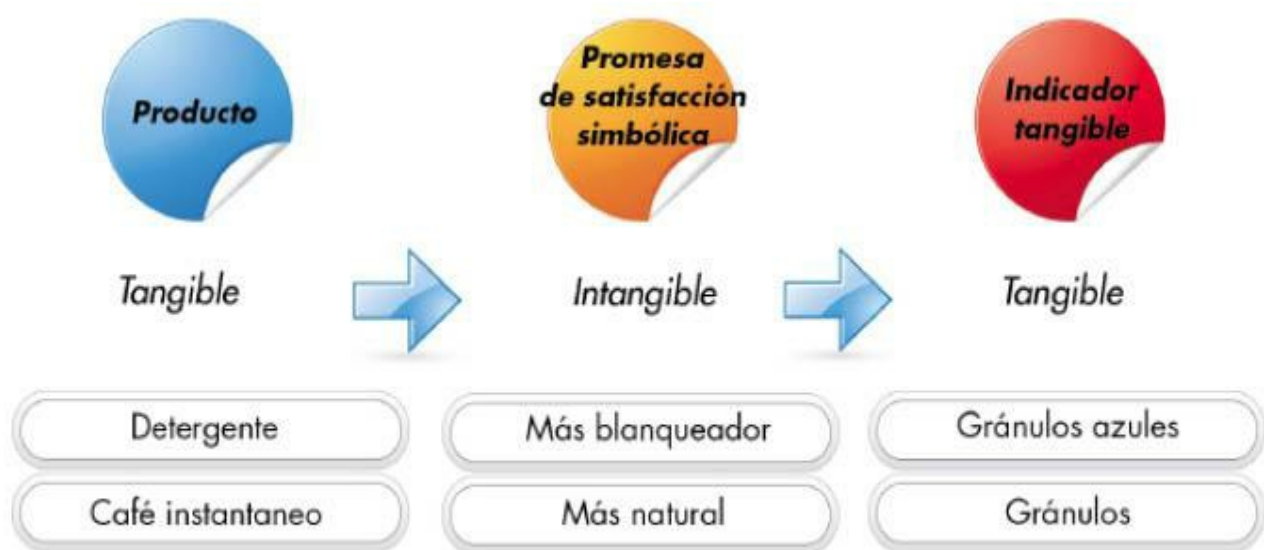 Producto
Promesa
de satisfacción
simbólica
Indicador
tangible
Tangible
Intangible
Tangible
Detergente
Más blanqueador
Gránulos azules
Café instantaneo
Más natural
Gránulos